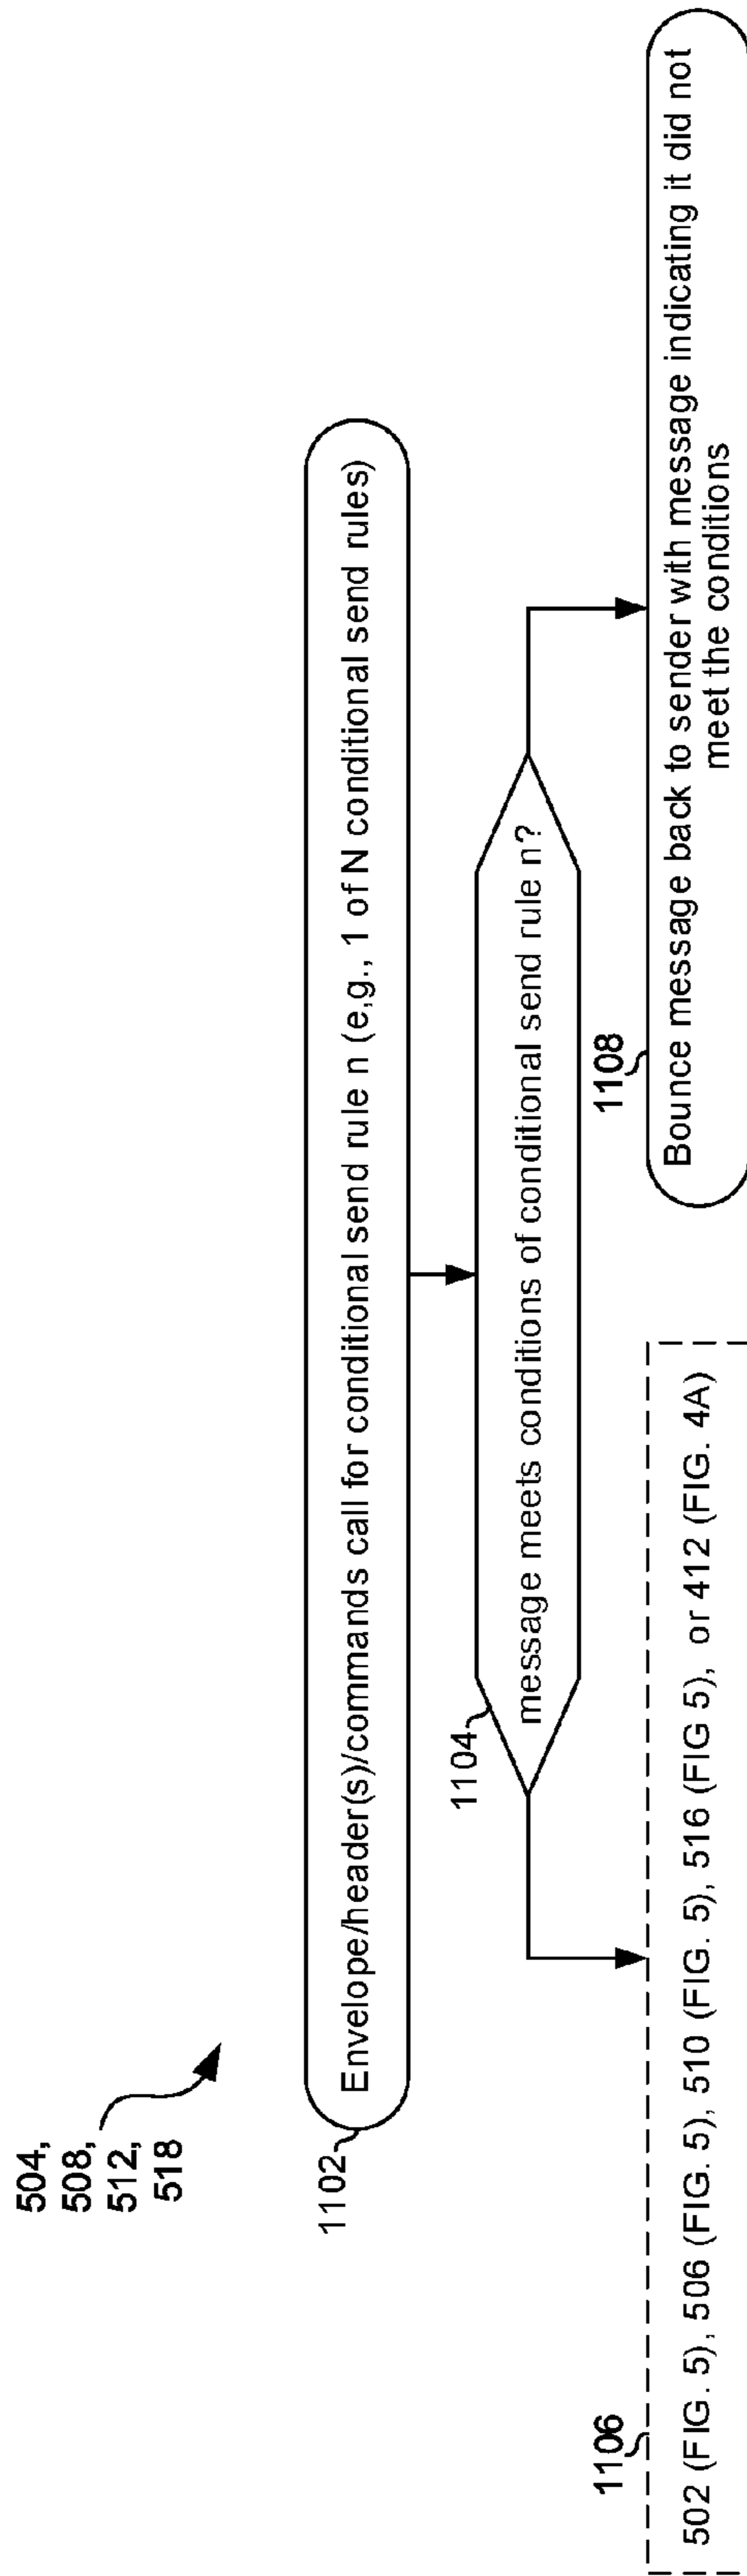 504,
508,
512,
518
1102
Envelope/header(s)/commands call for conditional send rule n (e,g., 1 of N conditional send rules)
1104
message meets conditions of conditional send rule n?
1106
502 (FIG. 5), 506 (FIG. 5), 510 (FIG. 5), 516 (FIG 5), or 412 (FIG. 4A)
1108
Bounce message back to sender with message indicating it did not
meet the conditions